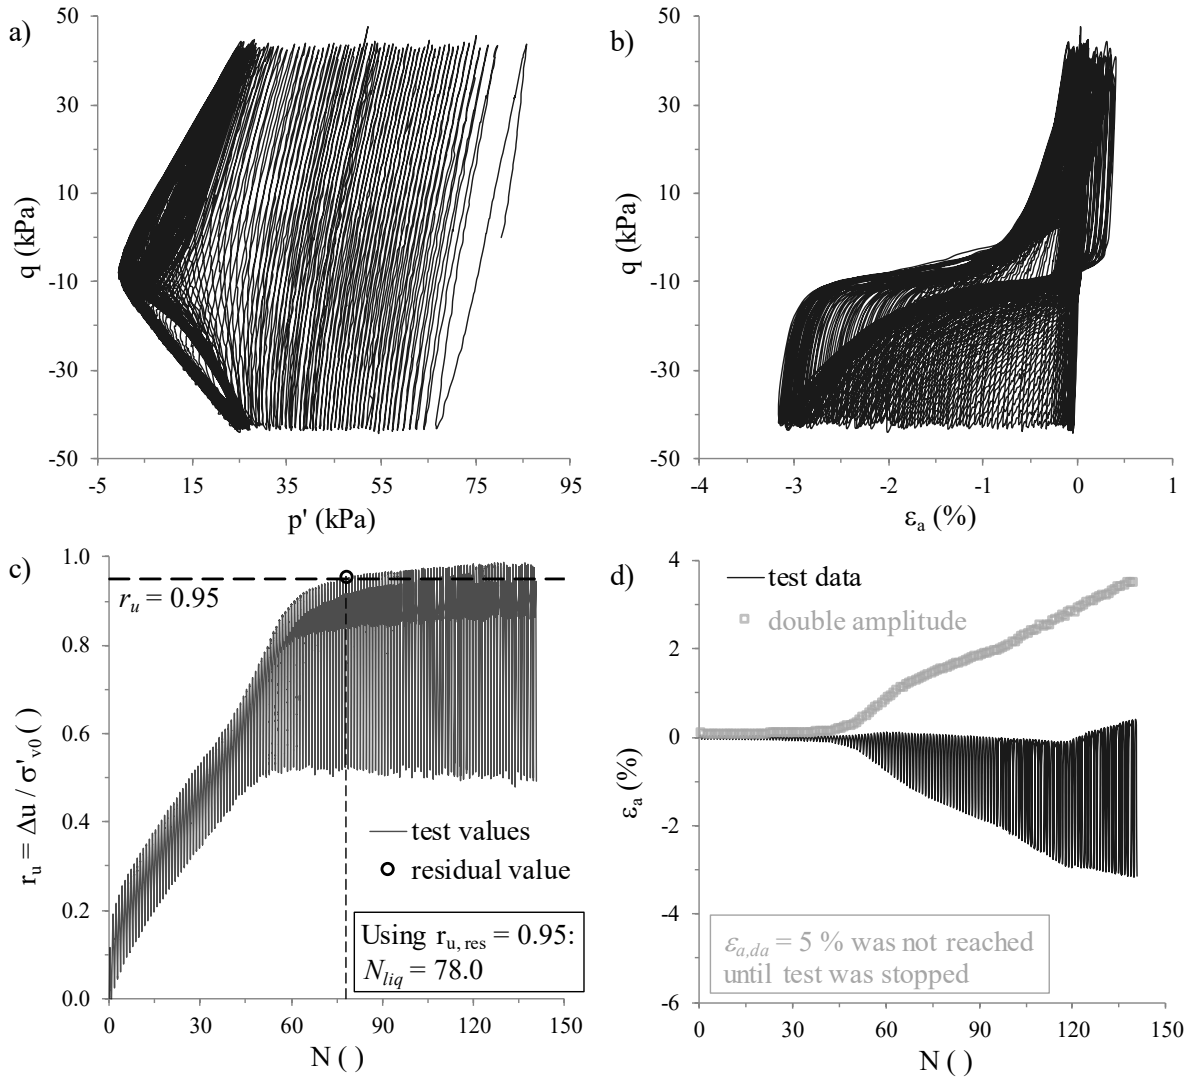 a)
50
30
10
-10
-30
-50
q (kPa)
-5 15 35 55 75 95
p' (kPa)
b)
50
30
10
-10
-30
-50
q (kPa)
-4 -3 -2 -1 0 1
εa (%)
c)
1.0
0.8
0.6
0.4
0.2
0.0
ru = Δu / σ'v0 ( )
ru = 0.95
test values
residual value
Using ru, res = 0.95:
Nliq = 78.0
0 30 60 90 120 150
N ( )
d)
4
2
0
-2
-4
-6
εa (%)
test data
double amplitude
εa,da = 5 % was not reached
until test was stopped
0 30 60 90 120 150
N ( )